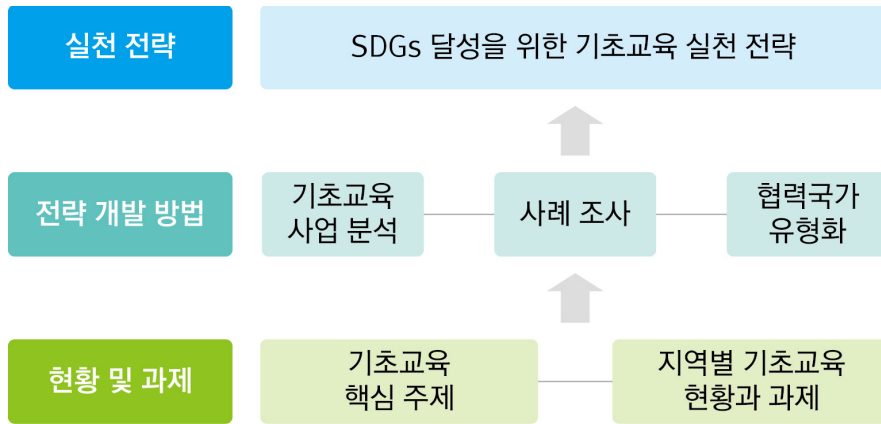 실천 전략
SDGs 달성을 위한 기초교육 실천 전략
전략 개발 방법
기초교육
사업 분석
사례 조사
협력국가
유형화
현황 및 과제
기초교육
핵심 주제
지역별 기초교육
현황과 과제